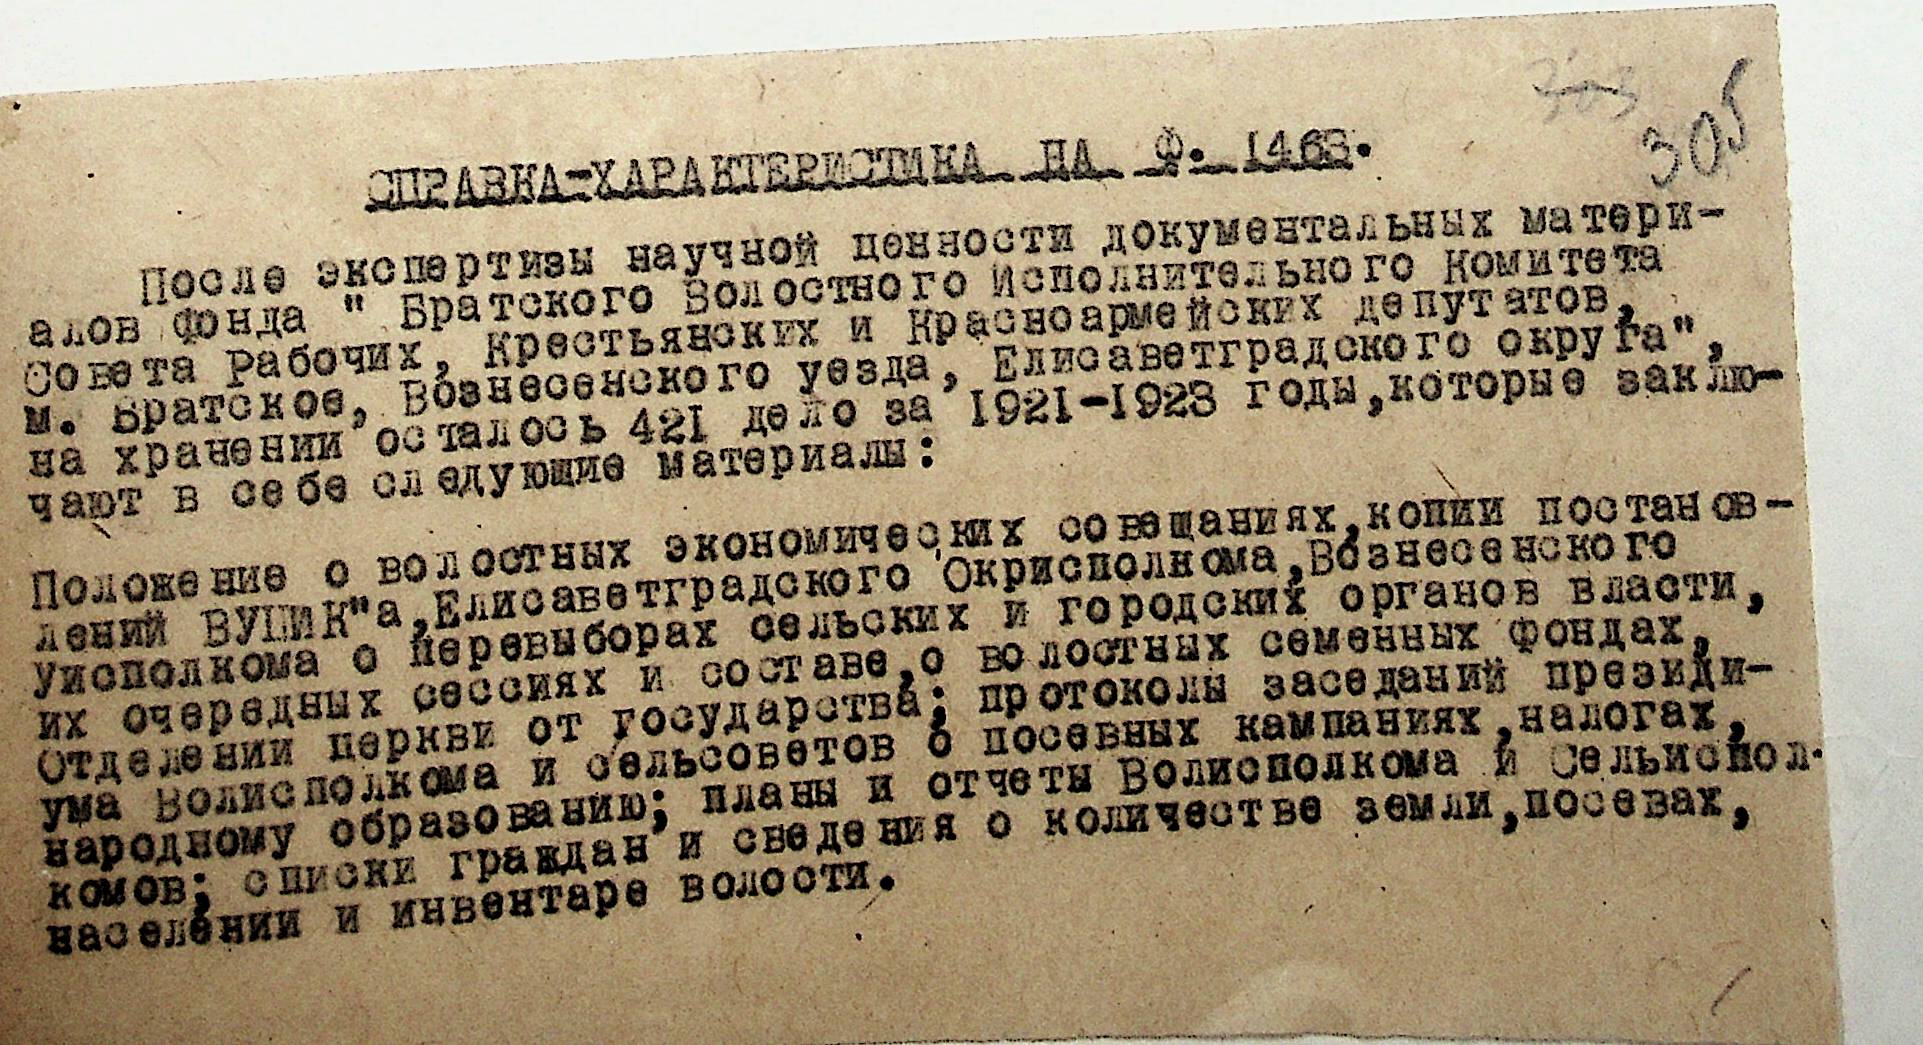 303
305
СПРАВКА-ХАРАКТЕРИСТИКА НА Ф. 1463.
После экспертизы научной ценности документальных матери-
алов фонда " Братского Волостного Исполнительного Комитета
Совета Рабочих, Крестьянских и Красноармейских депутатов,
м. Братское, Вознесенского уезда, Елисаветградского округа",
на хранении осталось 421 дело за 1921-1923 годы,которые заклю-
чают в себе следующие материалы:
Положение о волостных экономических совещаниях,копии постанов-
лений ВУЦИК"а,Елисаветградского Окрисполкома,Вознесенского
Уисполкома о перевыборах сельских и городских органов власти,
их очередных сессиях и составе,о волостных семенных фондах,
Отделении церкви от государства; протоколы заседаний президи-
ума Волисполкома и сельсоветов о посевных кампаниях,налогах,
народному образованию; планы и отчеты Волисполкома и Сельиспол-
комов; списки граждан и сведения о количестве земли,посевах,
населении и инвентаре волости.